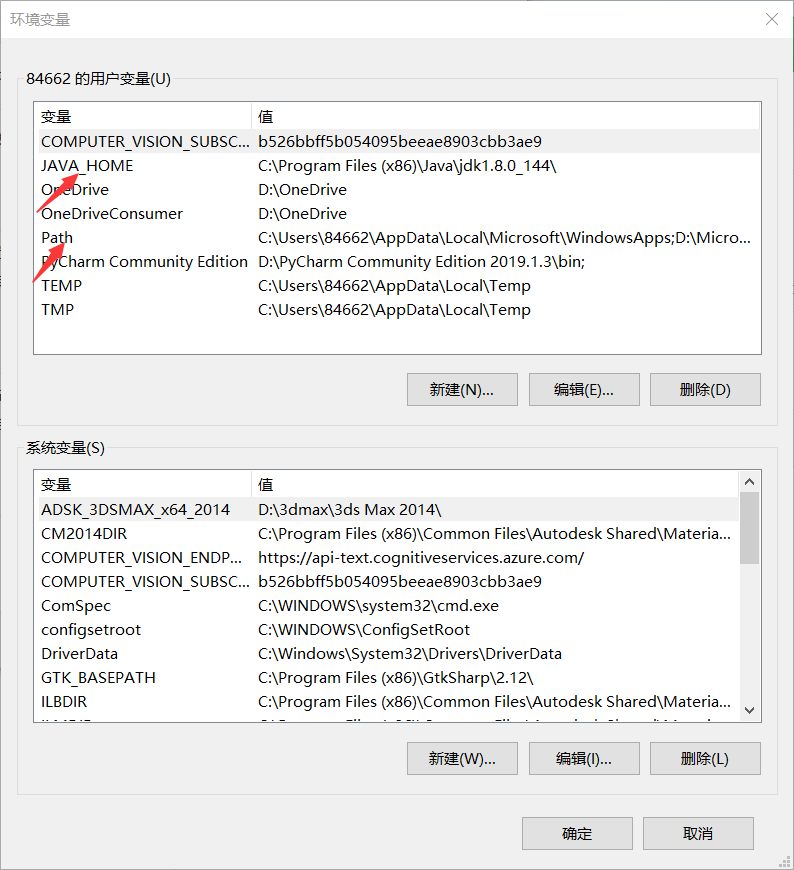 环境变量
84662 的用户变量(U)
变量 值
COMPUTER_VISION_SUBSC... b526bbff5b054095beeae8903cbb3ae9
JAVA_HOME C:\Program Files (x86)\Java\jdk1.8.0_144\
OneDrive D:\OneDrive
OneDriveConsumer D:\OneDrive
Path C:\Users\84662\AppData\Local\Microsoft\WindowsApps;D:\Micro...
PyCharm Community Edition D:\PyCharm Community Edition 2019.1.3\bin;
TEMP C:\Users\84662\AppData\Local\Temp
TMP C:\Users\84662\AppData\Local\Temp
新建(N)... 编辑(E)... 删除(D)
系统变量(S)
变量 值
ADSK_3DSMAX_x64_2014 D:\3dmax\3ds Max 2014\
CM2014DIR C:\Program Files (x86)\Common Files\Autodesk Shared\Materia...
COMPUTER_VISION_ENDP... https://api-text.cognitiveservices.azure.com/
COMPUTER_VISION_SUBSC... b526bbff5b054095beeae8903cbb3ae9
ComSpec C:\WINDOWS\system32\cmd.exe
configsetroot C:\WINDOWS\ConfigSetRoot
DriverData C:\Windows\System32\Drivers\DriverData
GTK_BASEPATH C:\Program Files (x86)\GtkSharp\2.12\
ILBDIR C:\Program Files (x86)\Common Files\Autodesk Shared\Materia...
新建(W)... 编辑(I)... 删除(L)
确定 取消